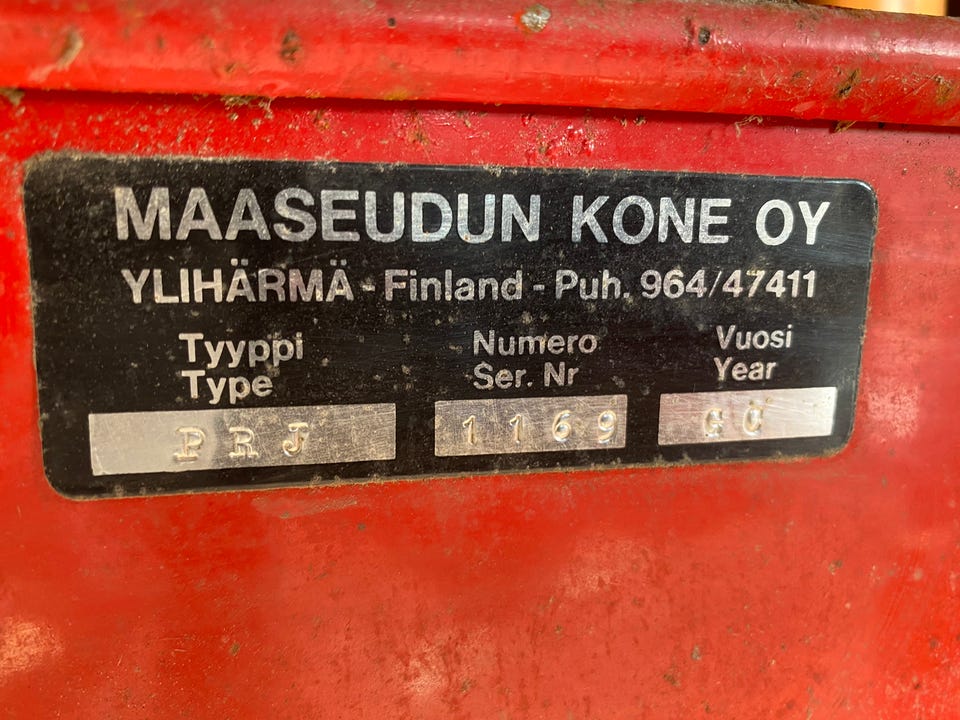 MAASEUDUN KONE OY
YLIHÄRMÄ - Finland - Puh. 964/47411
Tyyppi Numero Vuosi
Type Ser. Nr Year
PRJ 1169